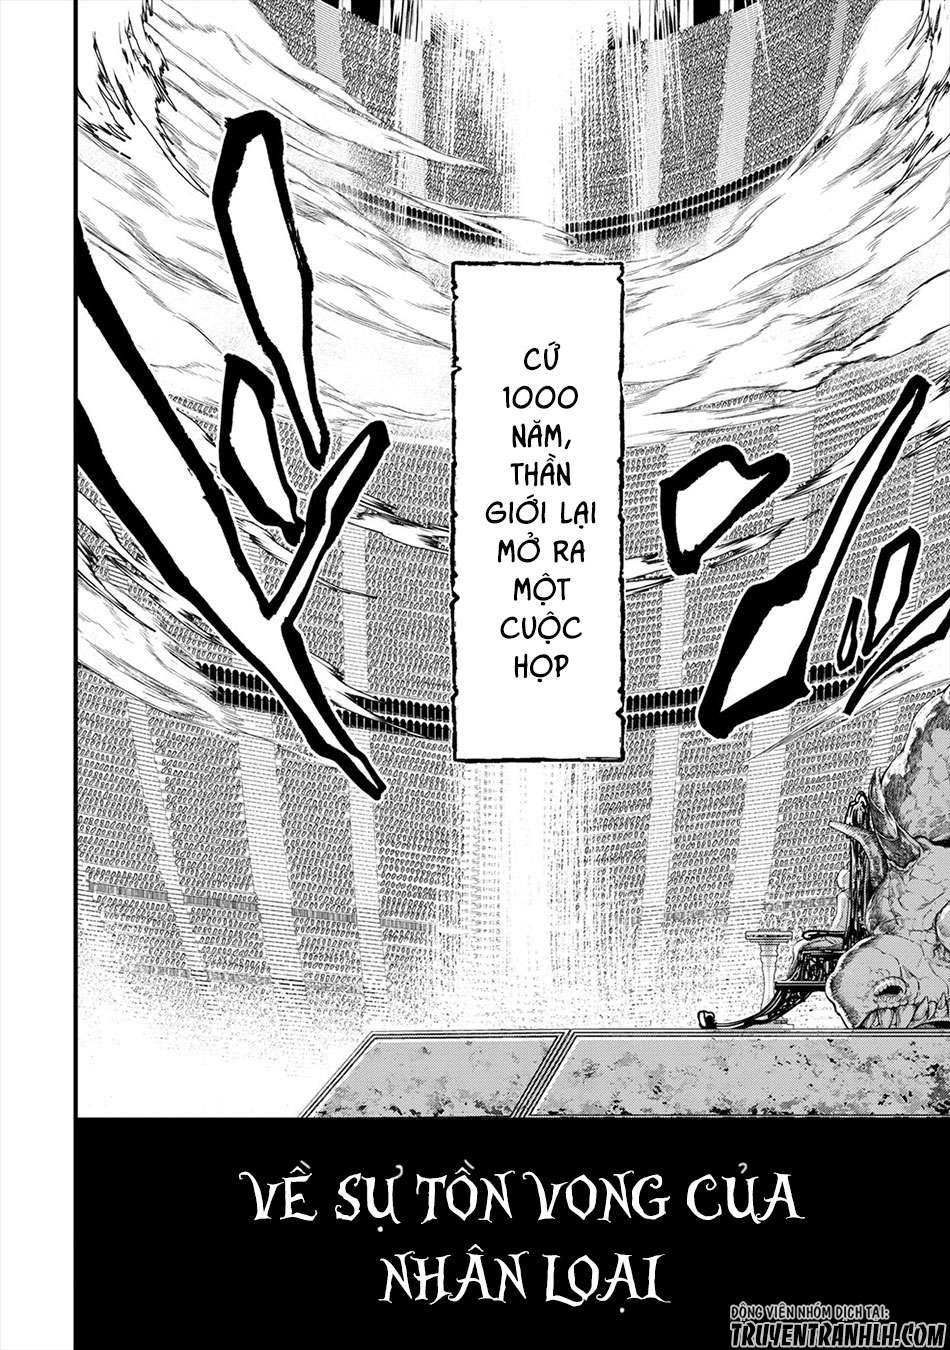 CỨ
1000
NĂM,
THẦN
GIỚI LẠI
MỞ RA
MỘT
CUỘC
HỌP
VỀ SỰ TỒN VONG CỦA
NHÂN LOẠI
ĐỘNG VIÊN NHÓM DỊCH TẠI:
TRUYENTRANHLH.COM